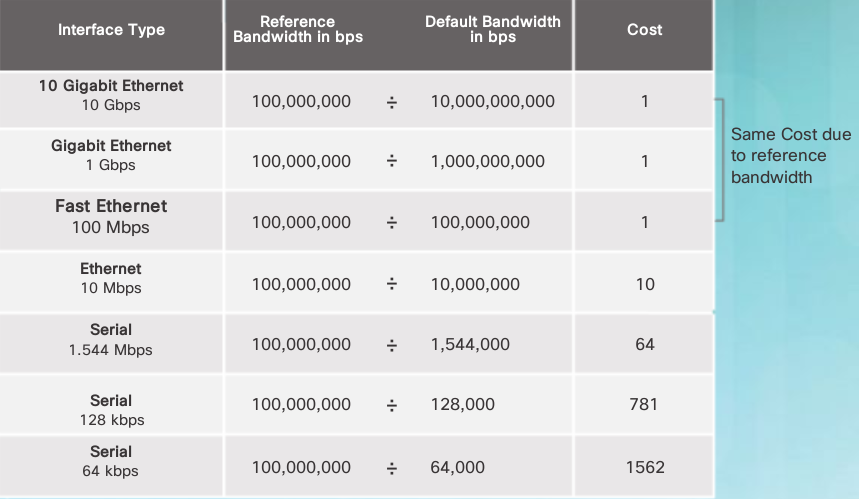 Interface Type
Reference
Bandwidth in bps
Default Bandwidth
in bps
Cost
10 Gigabit Ethernet
10 Gbps
100,000,000 ÷ 10,000,000,000 1
Gigabit Ethernet
1 Gbps
100,000,000 ÷ 1,000,000,000 1
Fast Ethernet
100 Mbps
100,000,000 ÷ 100,000,000 1
Same Cost due
to reference
bandwidth
Ethernet
10 Mbps
100,000,000 ÷ 10,000,000 10
Serial
1.544 Mbps
100,000,000 ÷ 1,544,000 64
Serial
128 kbps
100,000,000 ÷ 128,000 781
Serial
64 kbps
100,000,000 ÷ 64,000 1562